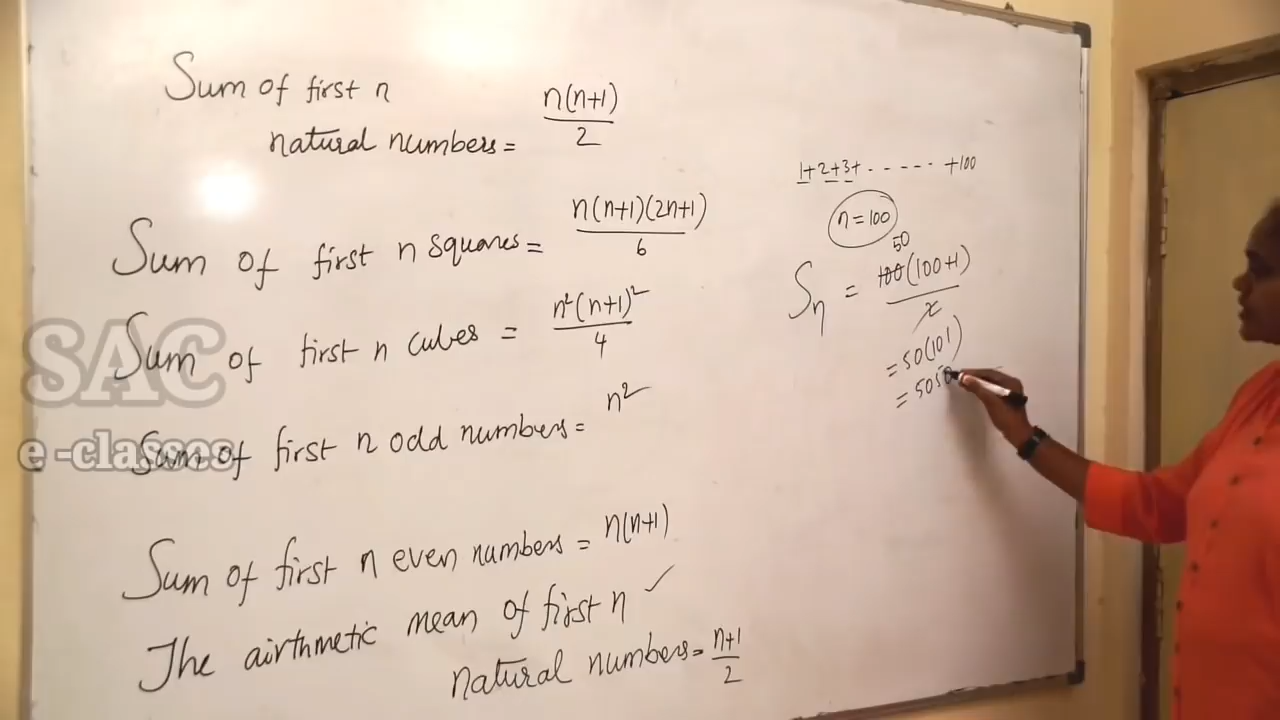 Sum of first n
natural numbers = n(n+1)/2
Sum of first n squares = n(n+1)(2n+1)/6
Sum of first n cubes = n²(n+1)²/4
Sum of first n odd numbers = n²
Sum of first n even numbers = n(n+1)
The airthmetic mean of first n ✓
natural numbers = n+1/2
1+2+3+ . - - - - . . +100
n=100
50
Sn = 100(100+1)/2
= 50(101)
= 5050
SAC
e-classes